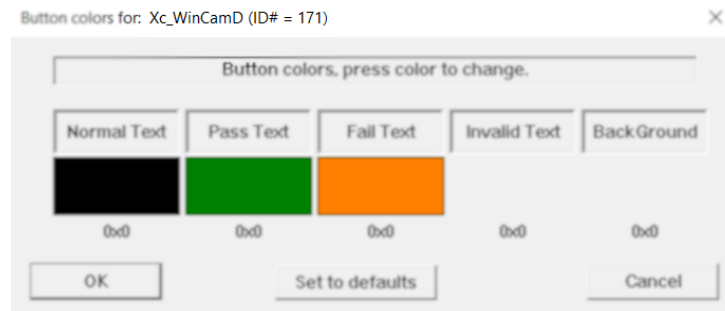 Button colors for: Xc_WinCamD (ID# = 171)
Button colors, press color to change.
Normal Text Pass Text Fail Text Invalid Text BackGround
0x0 0x0 0x0 0x0 0x0
OK Set to defaults Cancel